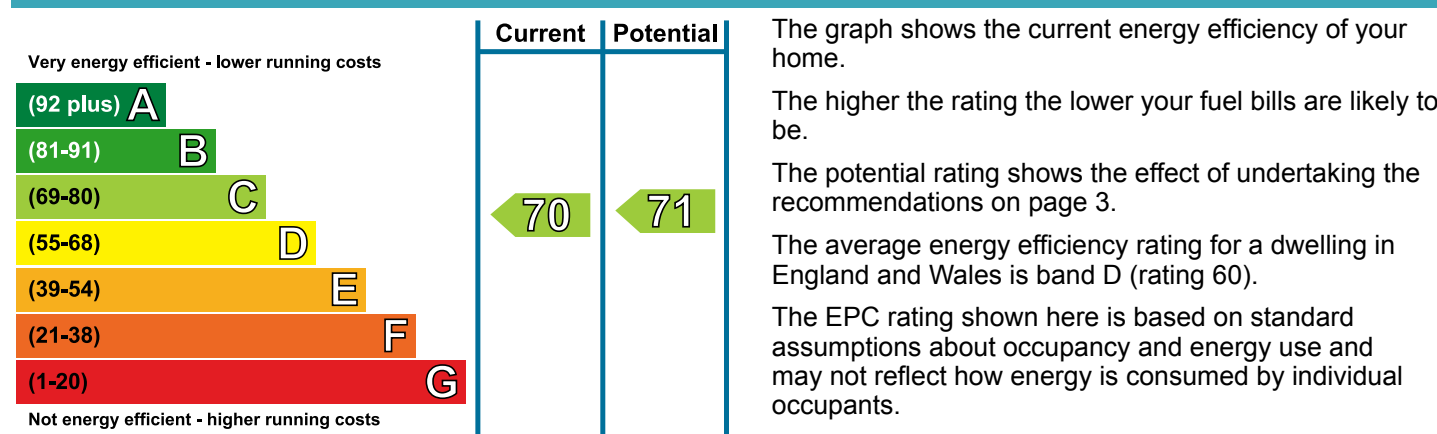 Current Potential
Very energy efficient - lower running costs
(92 plus) A
(81-91) B
(69-80) C
(55-68) D
(39-54) E
(21-38) F
(1-20) G
Not energy efficient - higher running costs
70
71
The graph shows the current energy efficiency of your
home.
The higher the rating the lower your fuel bills are likely to
be.
The potential rating shows the effect of undertaking the
recommendations on page 3.
The average energy efficiency rating for a dwelling in
England and Wales is band D (rating 60).
The EPC rating shown here is based on standard
assumptions about occupancy and energy use and
may not reflect how energy is consumed by individual
occupants.